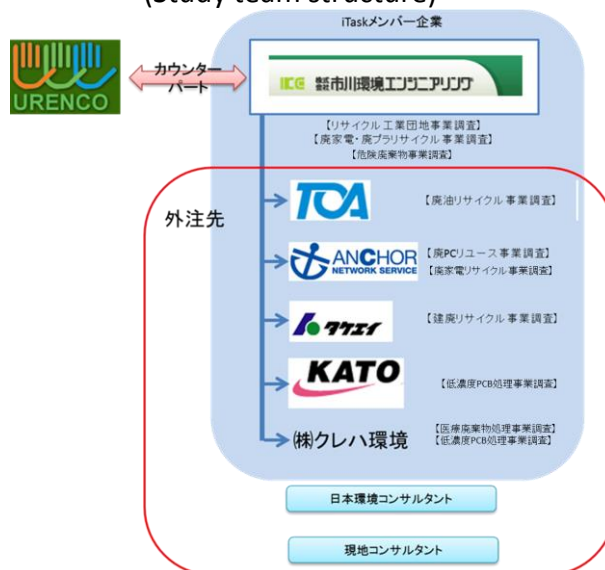 (Study team structure)
iTaskメンバー企業
URENCO
カウンター
パート
ICE 株式会社市川環境エンジニアリング
【リサイクル工業団地事業調査】
【廃家電・廃プラリサイクル事業調査】
【危険廃棄物事業調査】
外注先
TOA
【廃油リサイクル事業調査】
ANCHOR
NETWORK SERVICE
【廃PCリユース事業調査】
【廃家電リサイクル事業調査】
タケエイ
【建廃リサイクル事業調査】
KATO
【低濃度PCB処理事業調査】
㈱クレハ環境
【医療廃棄物処理事業調査】
【低濃度PCB処理事業調査】
日本環境コンサルタント
現地コンサルタント